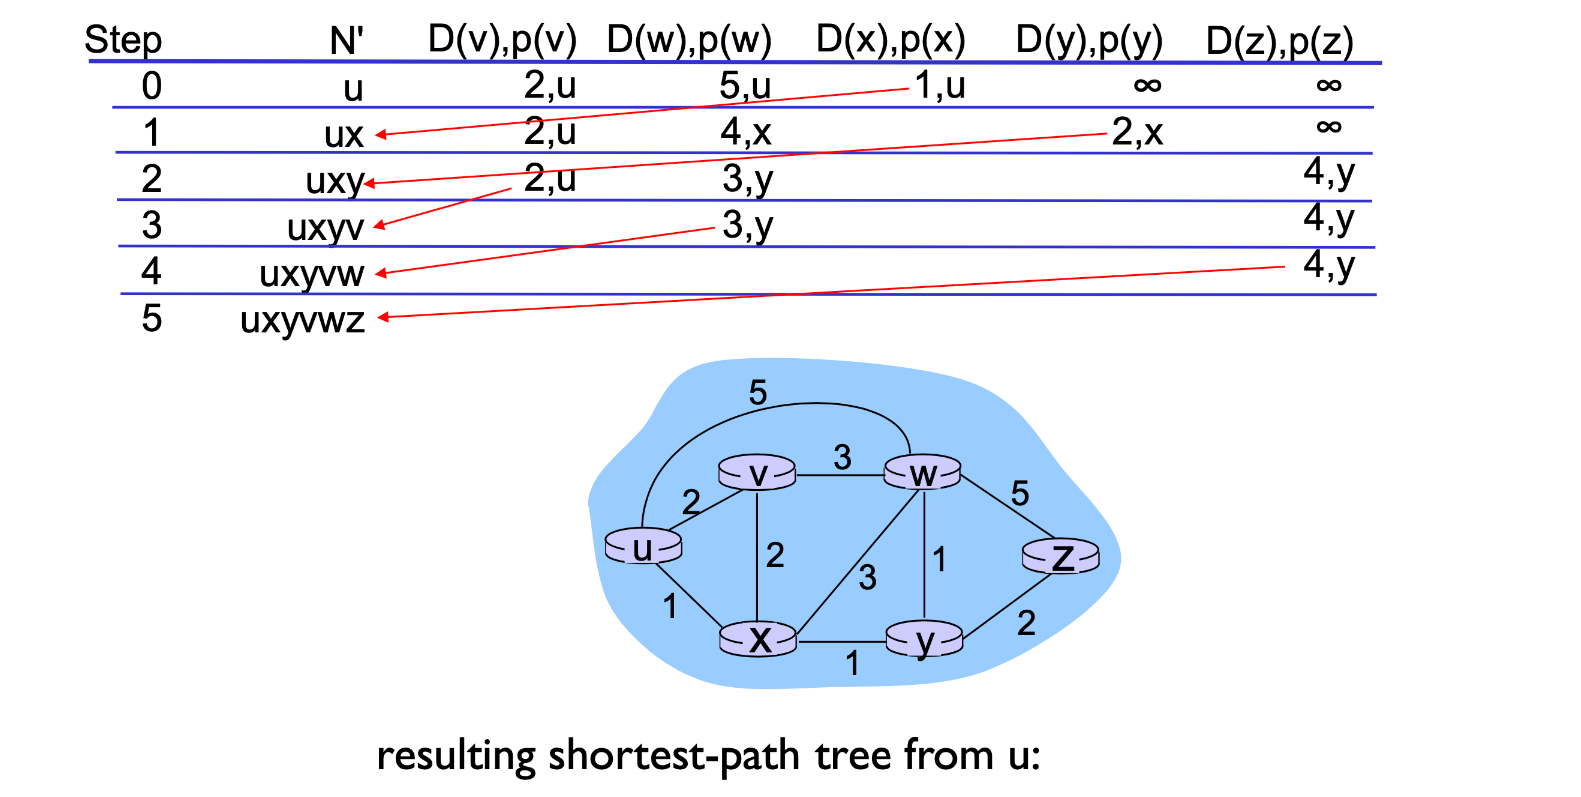 Step N' D(v),p(v) D(w),p(w) D(x),p(x) D(y),p(y) D(z),p(z)
0 u 2,u 5,u 1,u ∞ ∞
1 ux 2,u 4,x 2,x ∞
2 uxy 2,u 3,y 4,y
3 uxyv 3,y 4,y
4 uxyvw 4,y
5 uxyvwz
5
v 3 w
2 5
u 2 3 1 z
1 2
x 1 y
resulting shortest-path tree from u: